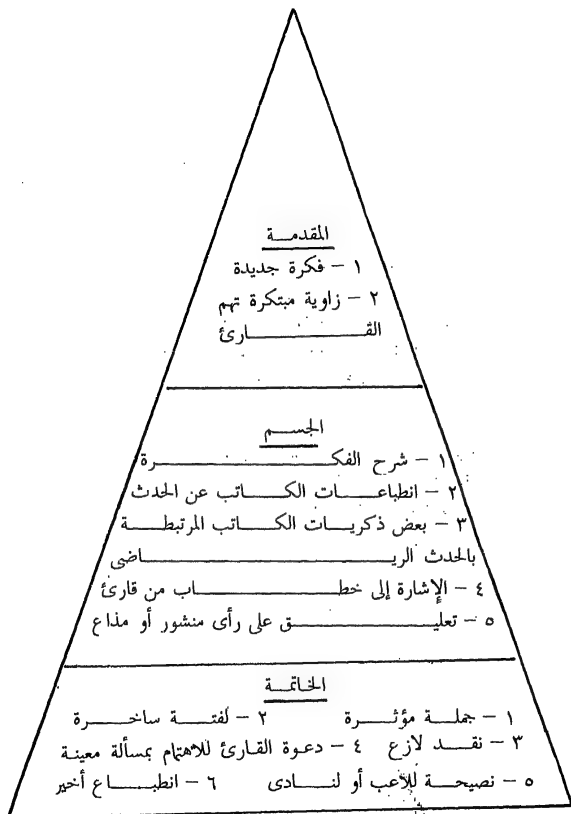 المقدمة
١ - فكرة جديدة
٢ - زاوية مبتكرة تهم
القارئ
الجسم
١ - شرح الفكرة
٢ - انطباعات الكاتب عن الحدث
٣ - بعض ذكريات الكاتب المرتبطة
بالحدث الرياضى
٤ - الإشارة إلى خطاب من قارئ
٥ - تعليق على رأى منشور أو مذاع
الخاتمة
١ - جملة مؤثرة ٢ - لفتة ساخرة
٣ - نقد لازع ٤ - دعوة القارئ للاهتمام بمسألة معينة
٥ - نصيحة للاعب أو لنادى ٦ - انطباع أخير